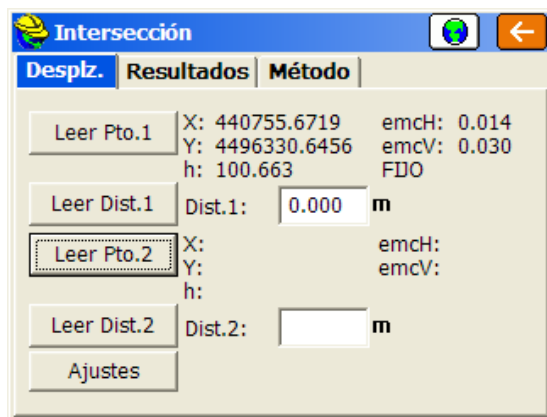 Intersección
Desplz. Resultados Método
Leer Pto.1 X: 440755.6719 emcH: 0.014
Y: 4496330.6456 emcV: 0.030
h: 100.663 FIJO
Leer Dist.1 Dist.1: 0.000 m
Leer Pto.2 X: emcH:
Y: emcV:
h:
Leer Dist.2 Dist.2: m
Ajustes